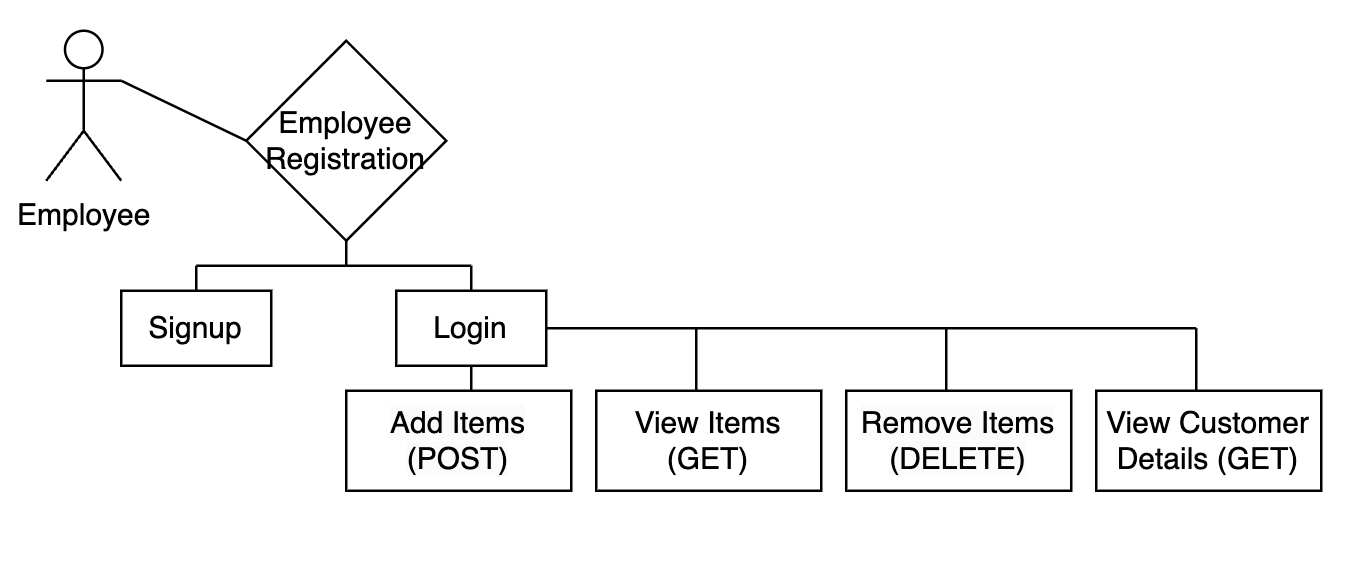 Employee
Registration
Employee
Signup
Login
Add Items
(POST)
View Items
(GET)
Remove Items
(DELETE)
View Customer
Details (GET)